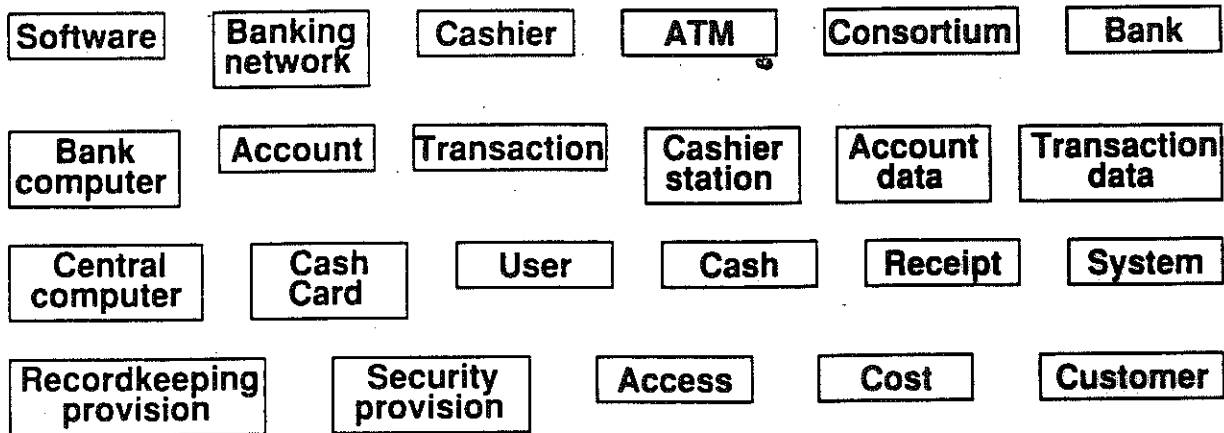 Software
Banking
network
Cashier
ATM
Consortium
Bank
Bank
computer
Account
Transaction
Cashier
station
Account
data
Transaction
data
Central
computer
Cash
Card
User
Cash
Receipt
System
Recordkeeping
provision
Security
provision
Access
Cost
Customer